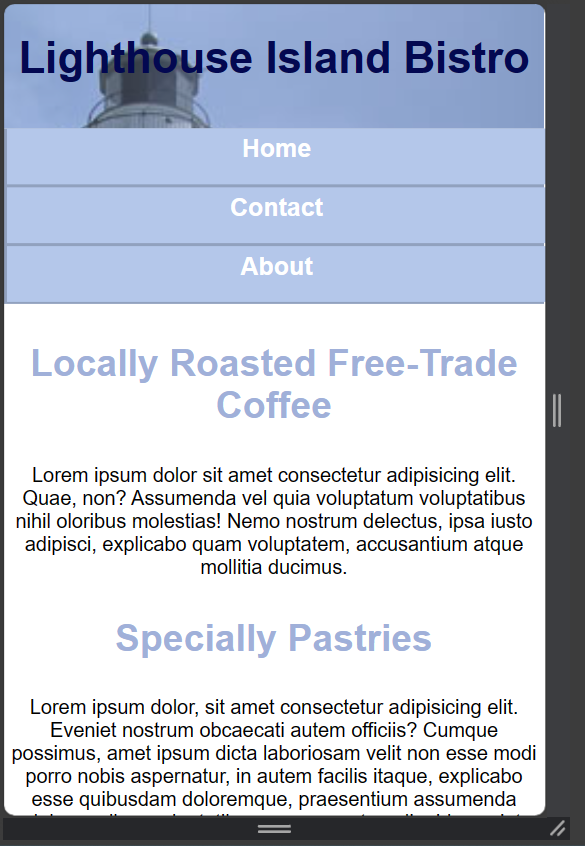 Lighthouse Island Bistro
Home
Contact
About
Locally Roasted Free-Trade
Coffee
Lorem ipsum dolor sit amet consectetur adipisicing elit.
Quae, non? Assumenda vel quia voluptatum voluptatibus
nihil oloribus molestias! Nemo nostrum delectus, ipsa iusto
adipisci, explicabo quam voluptatem, accusantium atque
mollitia ducimus.
Specially Pastries
Lorem ipsum dolor, sit amet consectetur adipisicing elit.
Eveniet nostrum obcaecati autem officiis? Cumque
possimus, amet ipsum dicta laboriosam velit non esse modi
porro nobis aspernatur, in autem facilis itaque, explicabo
esse quibusdam doloremque, praesentium assumenda